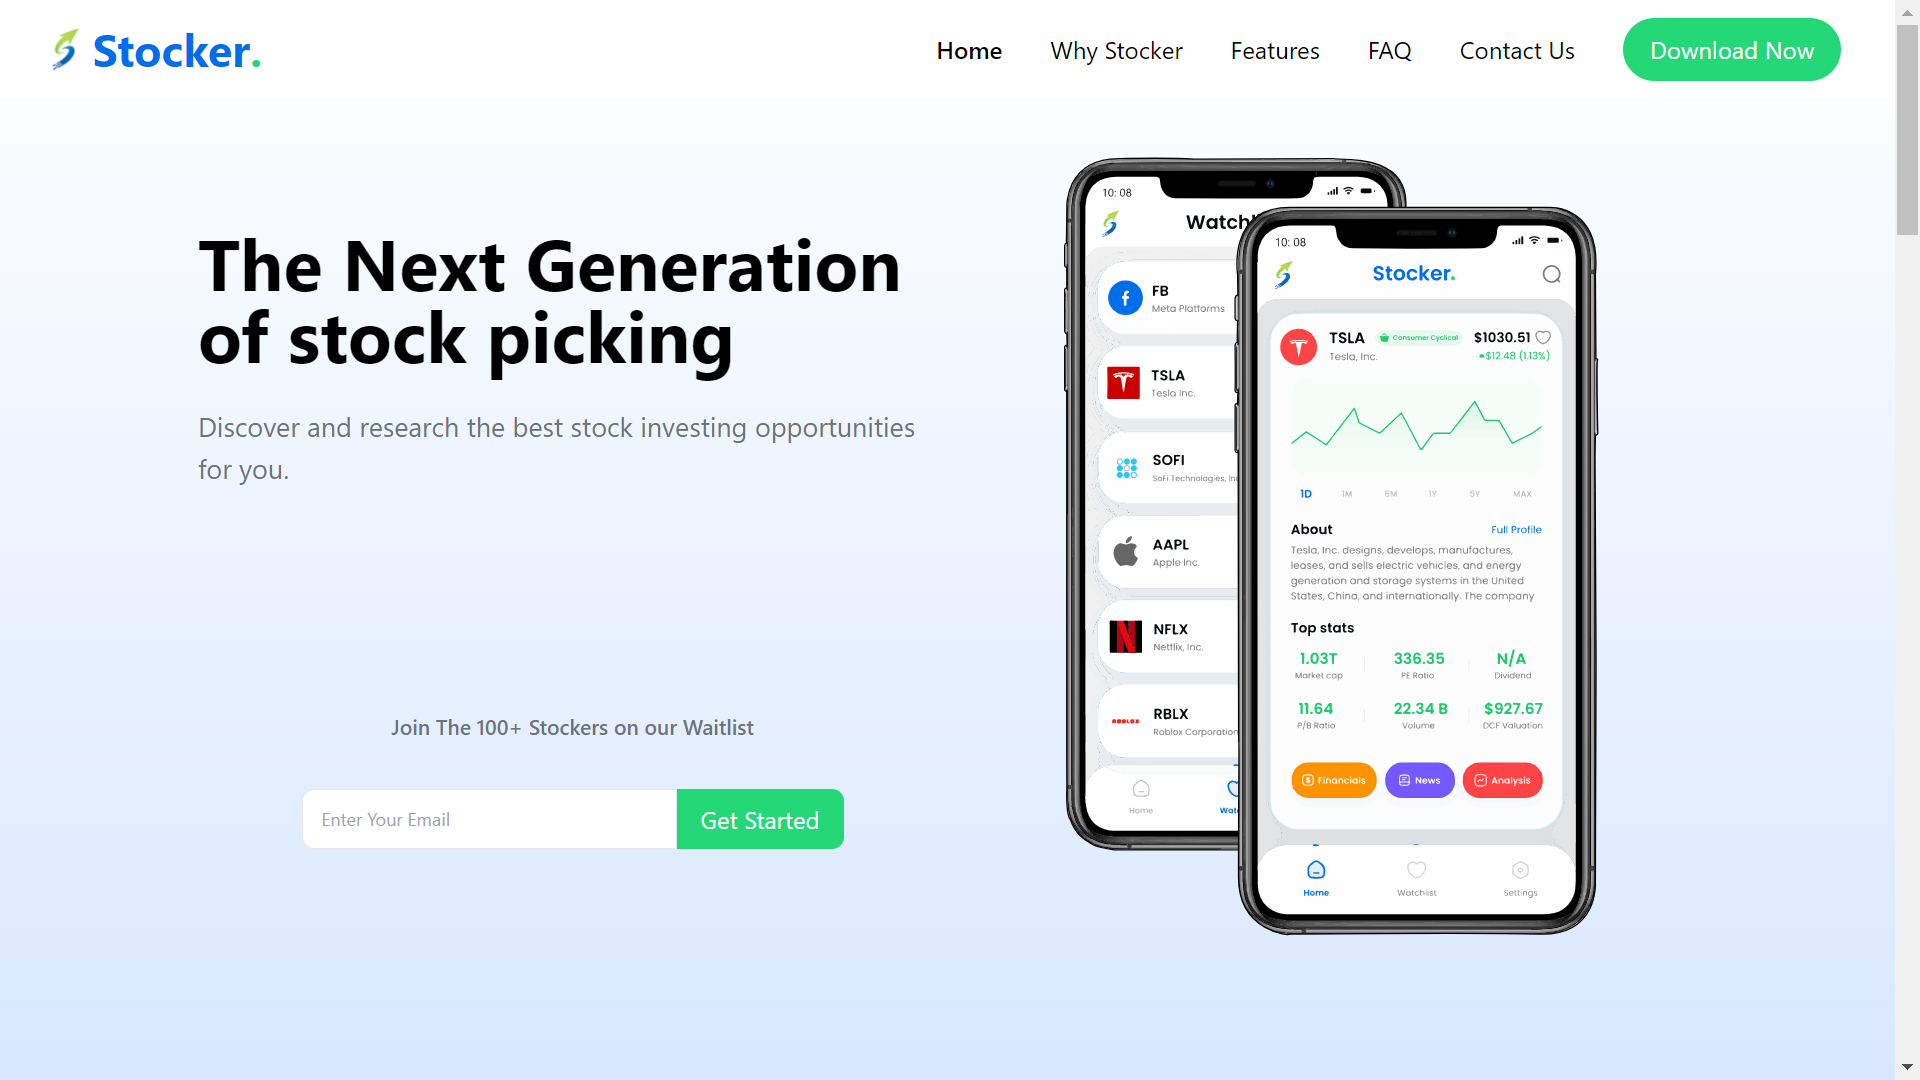 Stocker.
Home
Why Stocker
Features
FAQ
Contact Us
Download Now
The Next Generation
of stock picking
Discover and research the best stock investing opportunities
for you.
Join The 100+ Stockers on our Waitlist
Enter Your Email
Get Started
10: 08
FB
Meta Platforms
TSLA
Tesla Inc.
SOFI
SoFi Technologies,
AAPL
Apple Inc.
NFLX
Netflix, Inc.
ROBLOX
RBLX
Roblox Corporation
Home
10: 08
Stocker.
TSLA
Consumer Cyclical
$1030.51
Tesla, Inc.
$12.48 (1.13%)
1D
1M
6M
1Y
5Y
MAX
About
Full Profile
Tesla, Inc. designs, develops, manufactures,
leases, and sells electric vehicles, and energy
generation and storage systems in the United
States, China, and internationally. The company
Top stats
1.03T
336.35
N/A
Market cap
PE Ratio
Dividend
11.64
22.34 B
$927.67
P/B Ratio
Volume
DCF Valuation
Financials
News
Analysis
Home
Watchlist
Settings